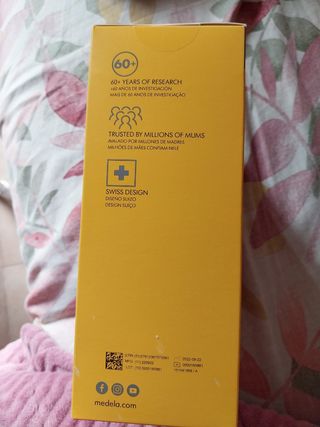 60+
60+ YEARS OF RESEARCH
+60 AÑOS DE INVESTIGACIÓN
MAIS DE 60 ANOS DE INVESTIGAÇÃO
TRUSTED BY MILLIONS OF MUMS
AVALADO POR MILLONES DE MADRES
MILHÕES DE MÃES CONFIAM NELE
SWISS DESIGN
DISEÑO SUIZO
DESIGN SUÍÇO
medela.com